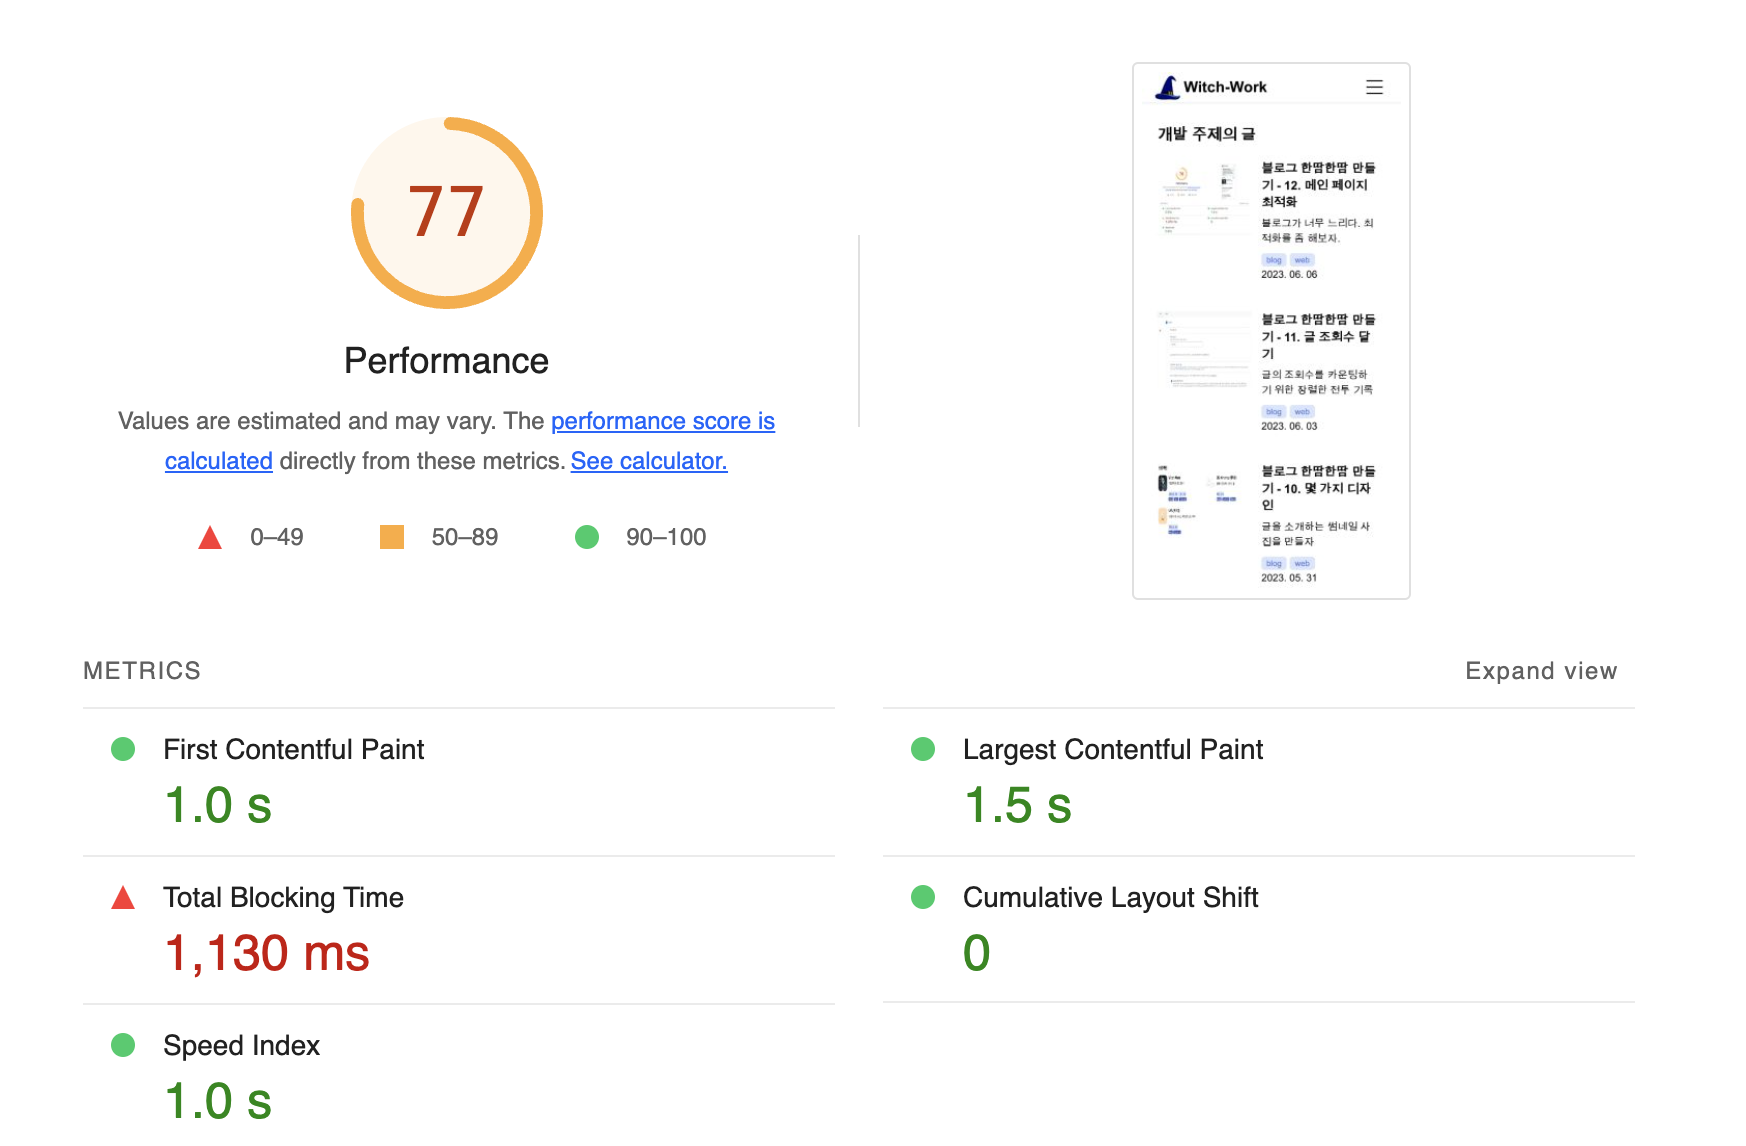 77
Performance
Values are estimated and may vary. The performance score is
calculated directly from these metrics. See calculator.
0–49
50–89
90–100
Witch-Work
개발 주제의 글
블로그 한땀한땀 만들
기 - 12. 메인 페이지
최적화
블로그가 너무 느리다. 최
적화를 좀 해보자.
blog web
2023. 06. 06
블로그 한땀한땀 만들
기 - 11. 글 조회수 달
기
글의 조회수를 카운팅하
기 위한 장렬한 전투 기록
blog web
2023. 06. 03
블로그 한땀한땀 만들
기 - 10. 몇 가지 디자
인
글을 소개하는 썸네일 사
진을 만들자
blog web
2023. 05. 31
METRICS
Expand view
First Contentful Paint
1.0 s
Largest Contentful Paint
1.5 s
Total Blocking Time
1,130 ms
Cumulative Layout Shift
0
Speed Index
1.0 s